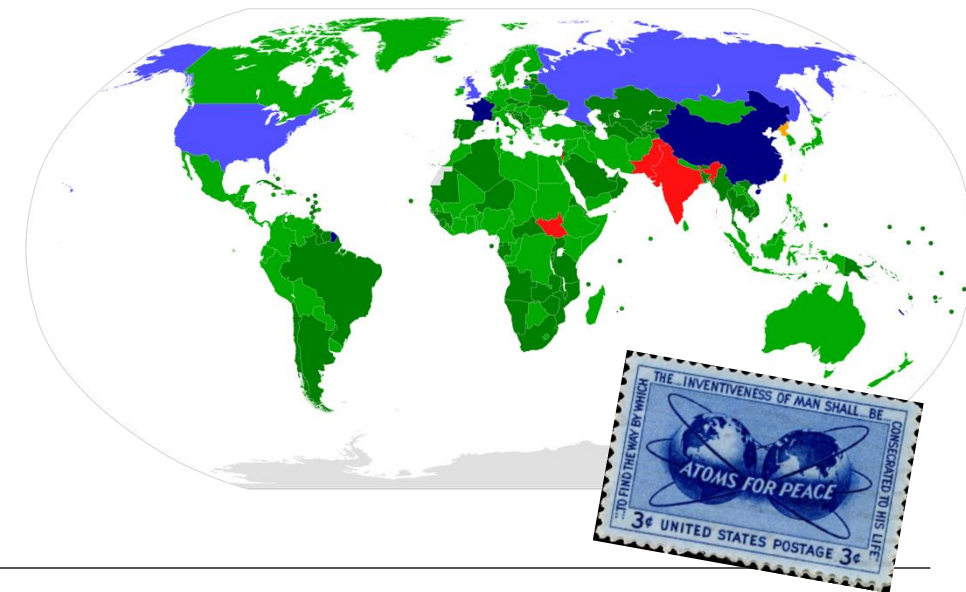 ...TO FIND THE WAY BY WHICH
THE...INVENTIVENESS OF MAN SHALL...BE...
CONSECRATED TO HIS LIFE.
ATOMS FOR PEACE
3¢ UNITED STATES POSTAGE 3¢